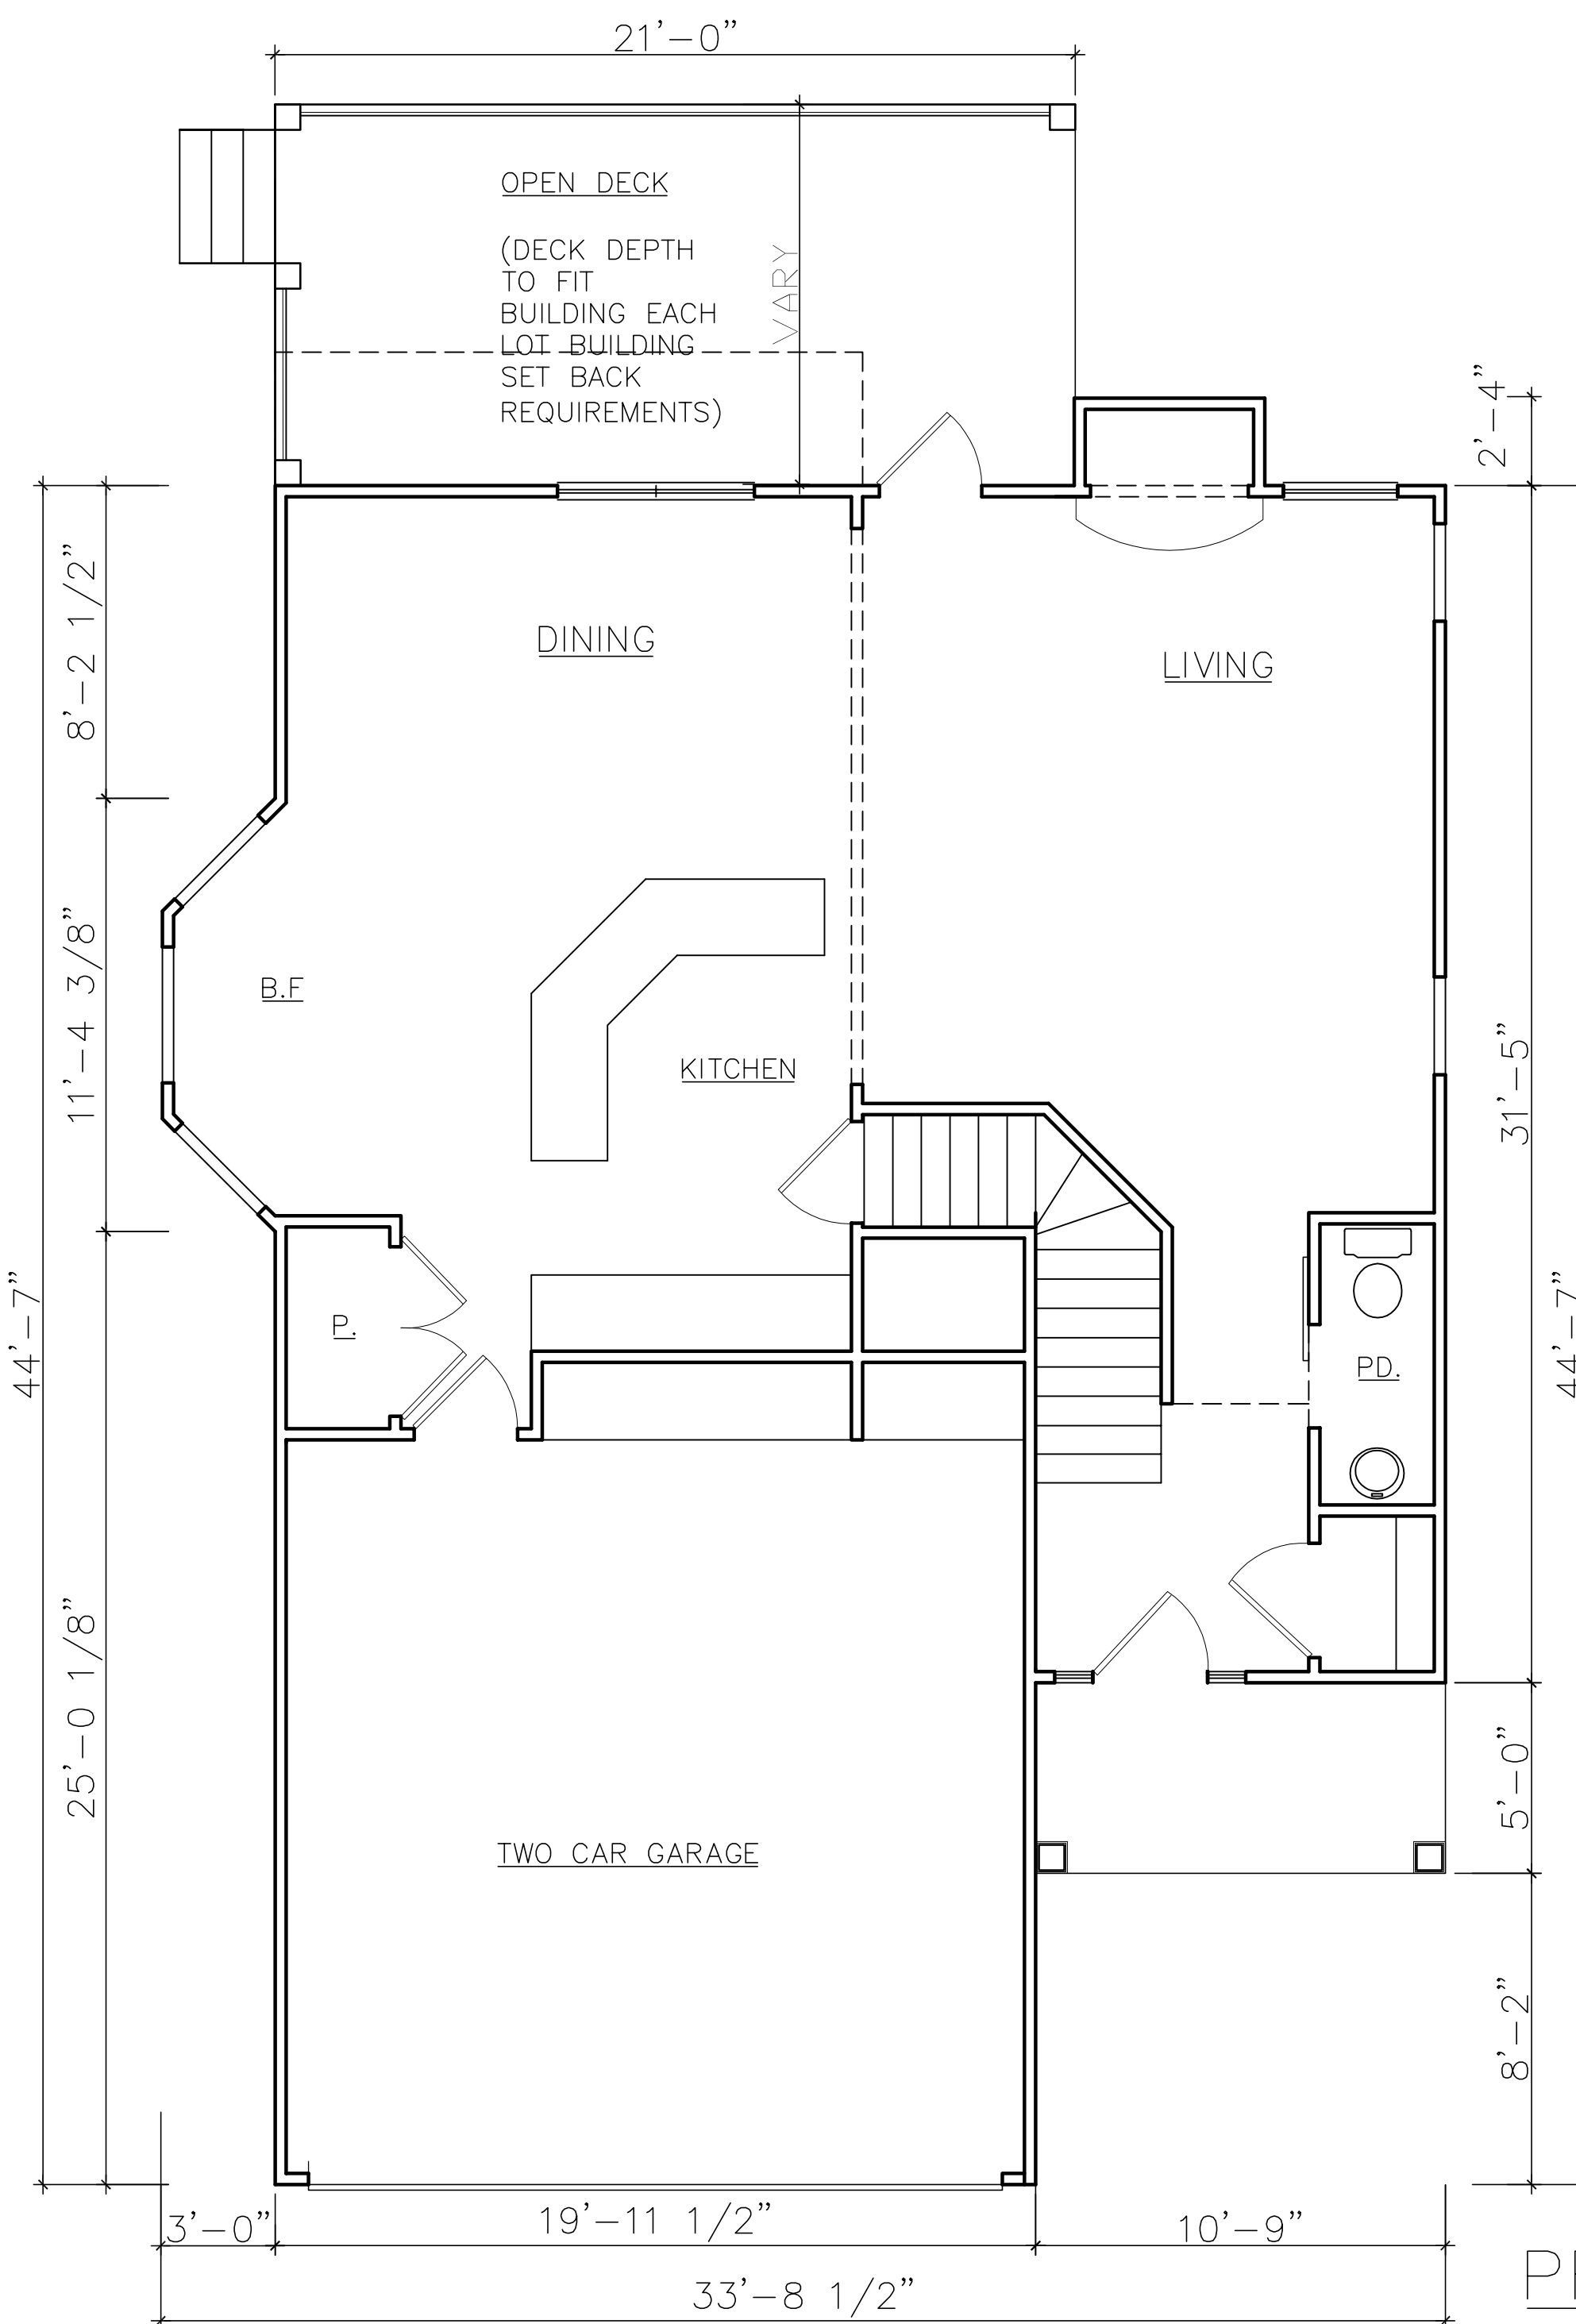 21'-0"
OPEN DECK
(DECK DEPTH
TO FIT
BUILDING EACH
LOT BUILDING
SET BACK
REQUIREMENTS)
VARY
2'-4"
8'-2 1/2"
DINING
LIVING
11'-4 3/8"
B.F
KITCHEN
31'-5"
44'-7"
P.
PD.
44'-7"
25'-0 1/8"
TWO CAR GARAGE
5'-0"
8'-2"
3'-0"
19'-11 1/2"
10'-9"
33'-8 1/2"